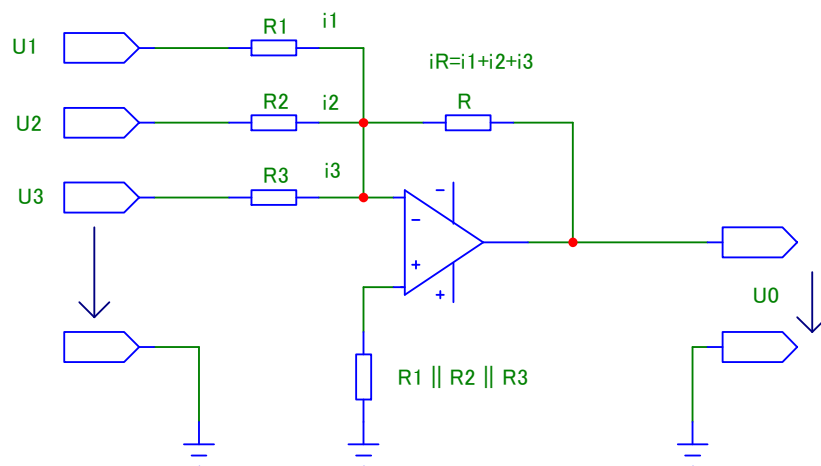 U1
R1
i1
iR=i1+i2+i3
U2
R2
i2
R
U3
R3
i3
-
-
+
+
U0
R1 || R2 || R3